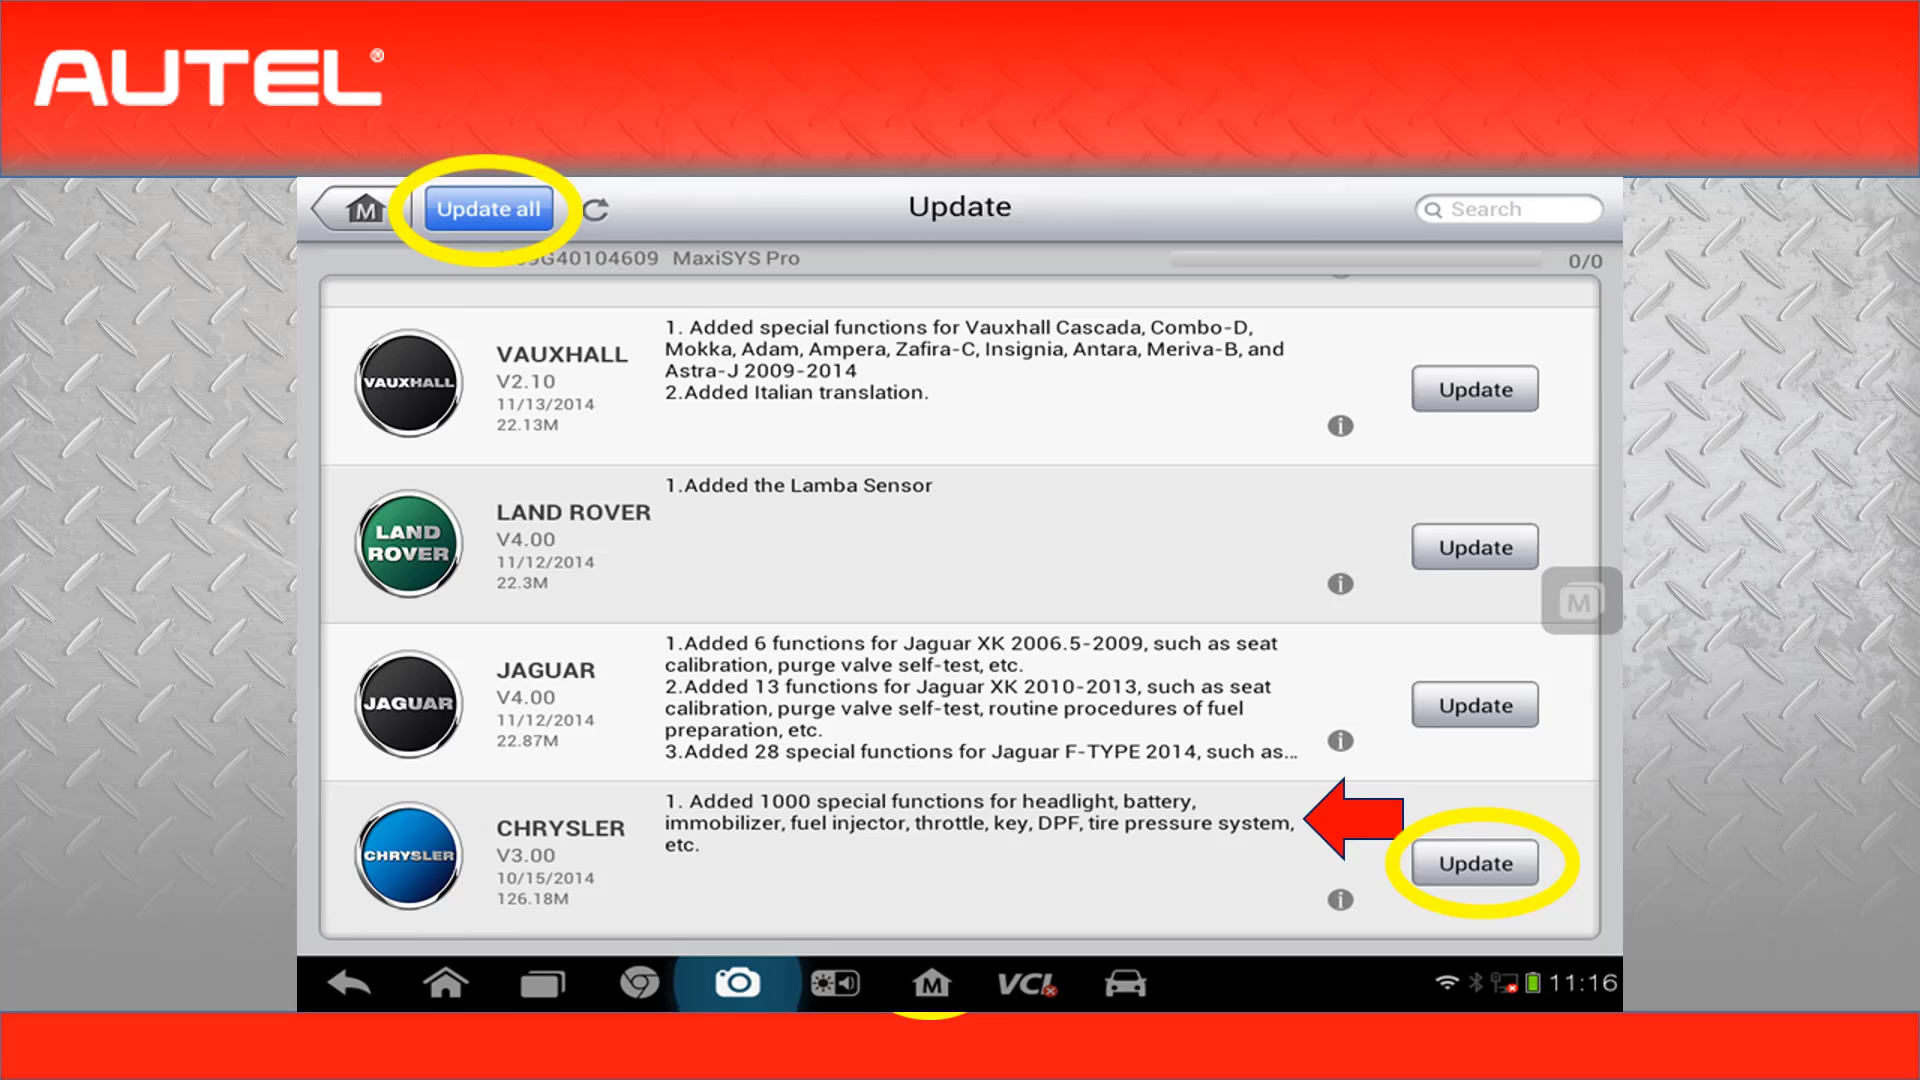 AUTEL®
M
Update all
Update
Search
G40104609 MaxiSYS Pro
0/0
VAUXHALL
VAUXHALL
V2.10
11/13/2014
22.13M
1. Added special functions for Vauxhall Cascada, Combo-D,
Mokka, Adam, Ampera, Zafira-C, Insignia, Antara, Meriva-B, and
Astra-J 2009-2014
2.Added Italian translation.
i
Update
LAND
ROVER
LAND ROVER
V4.00
11/12/2014
22.3M
1.Added the Lamba Sensor
i
Update
M
JAGUAR
JAGUAR
V4.00
11/12/2014
22.87M
1.Added 6 functions for Jaguar XK 2006.5-2009, such as seat
calibration, purge valve self-test, etc.
2.Added 13 functions for Jaguar XK 2010-2013, such as seat
calibration, purge valve self-test, routine procedures of fuel
preparation, etc.
3.Added 28 special functions for Jaguar F-TYPE 2014, such as...
i
Update
CHRYSLER
CHRYSLER
V3.00
10/15/2014
126.18M
1. Added 1000 special functions for headlight, battery,
immobilizer, fuel injector, throttle, key, DPF, tire pressure system,
etc.
i
Update
M
VCI
11:16